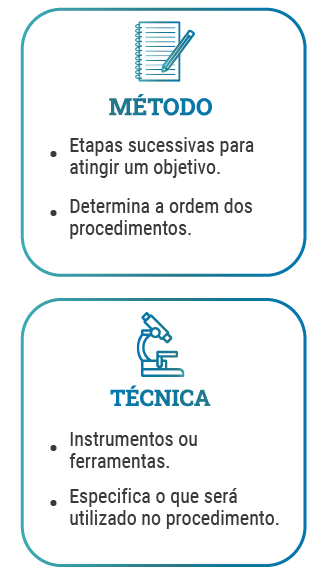 MÉTODO
• Etapas sucessivas para
atingir um objetivo.
• Determina a ordem dos
procedimentos.
TÉCNICA
• Instrumentos ou
ferramentas.
• Especifica o que será
utilizado no procedimento.